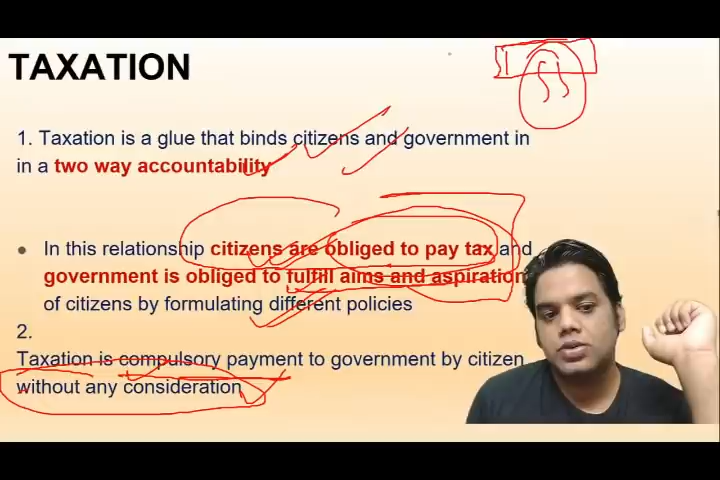 TAXATION
1. Taxation is a glue that binds citizens and government in
in a two way accountability
● In this relationship citizens are obliged to pay tax and
government is obliged to fulfill aims and aspiration
of citizens by formulating different policies
2.
Taxation is compulsory payment to government by citizen
without any consideration